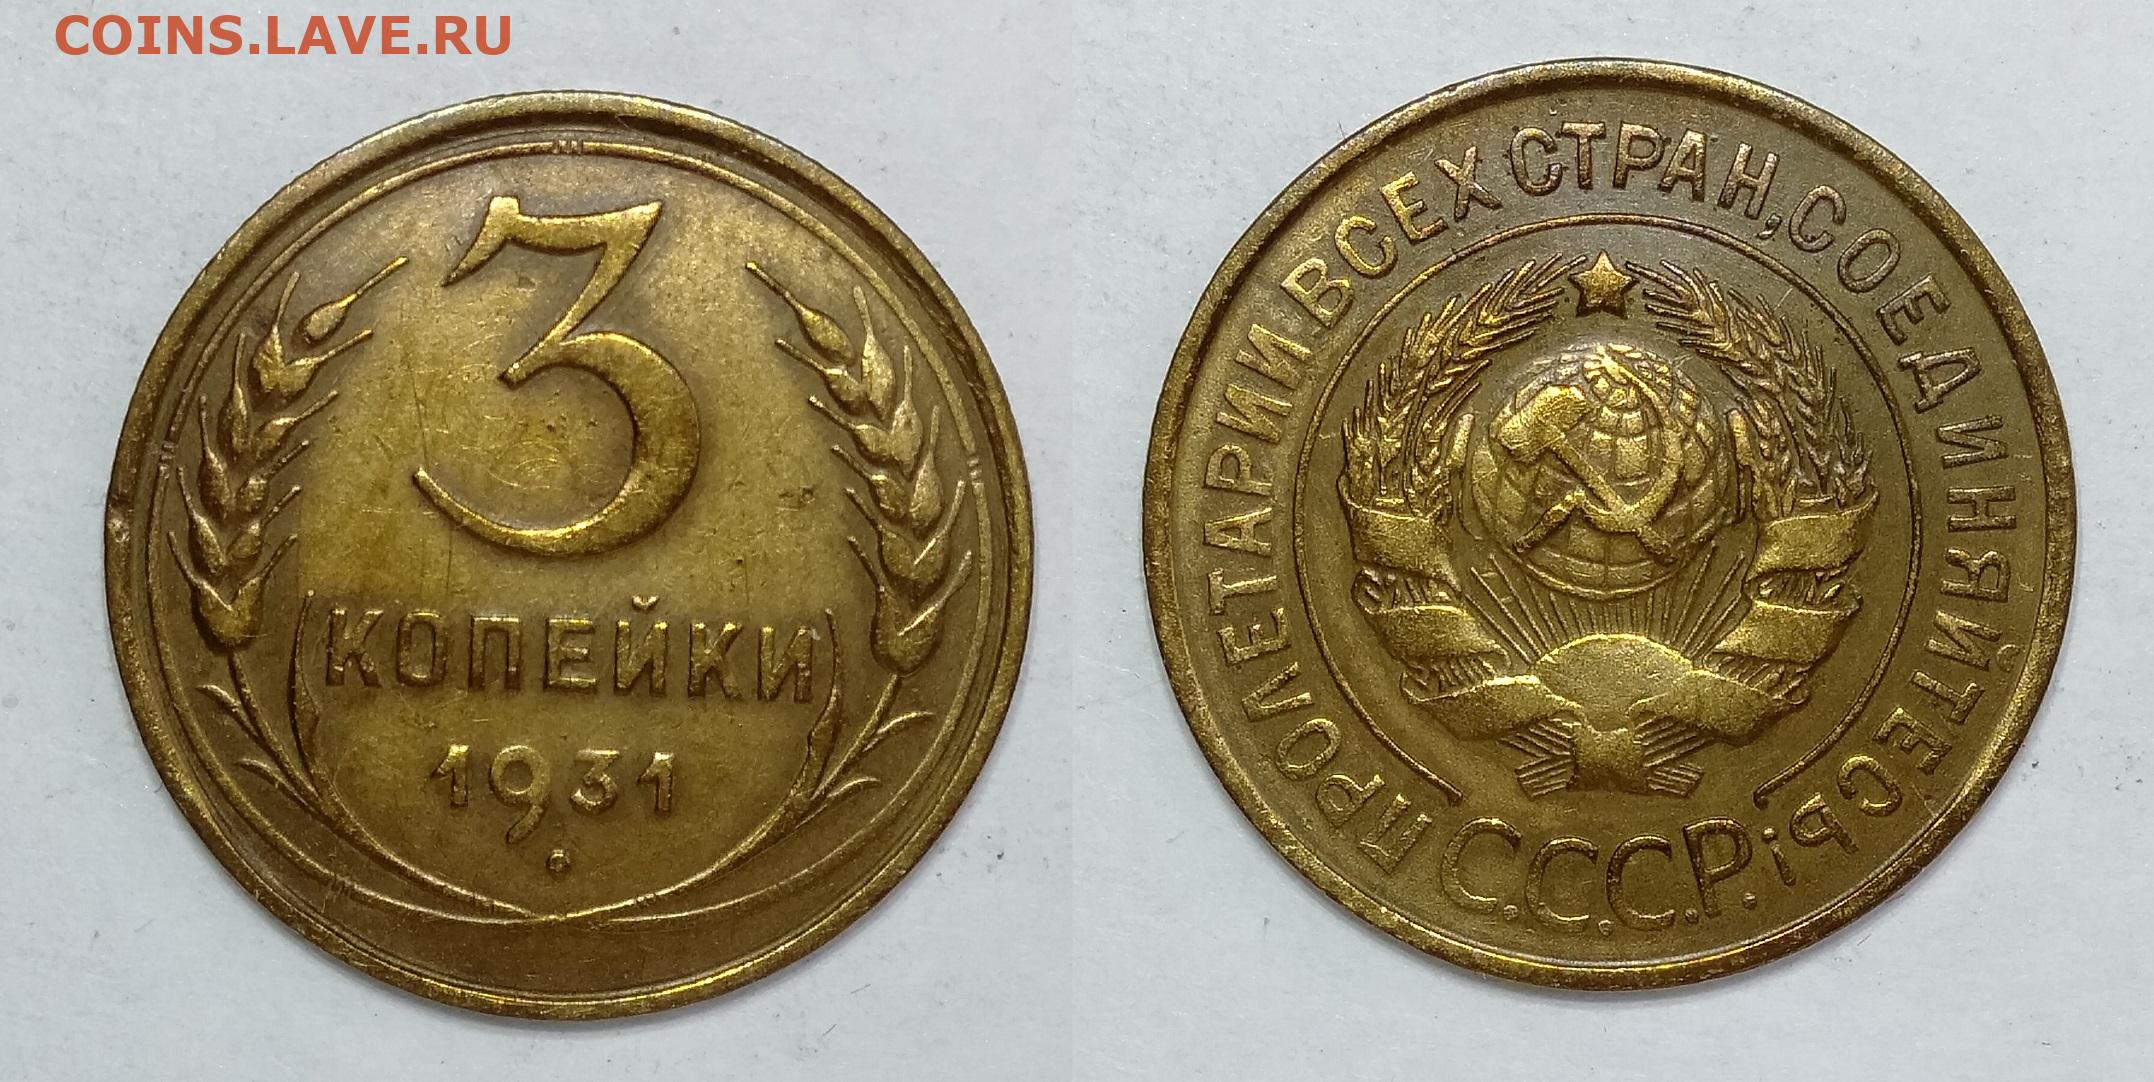 COINS.LAVE.RU
3
КОПЕЙКИ
1931
ПРОЛЕТАРИИ ВСЕХ СТРАН, СОЕДИНЯЙТЕСЬ!
С.С.С.Р.